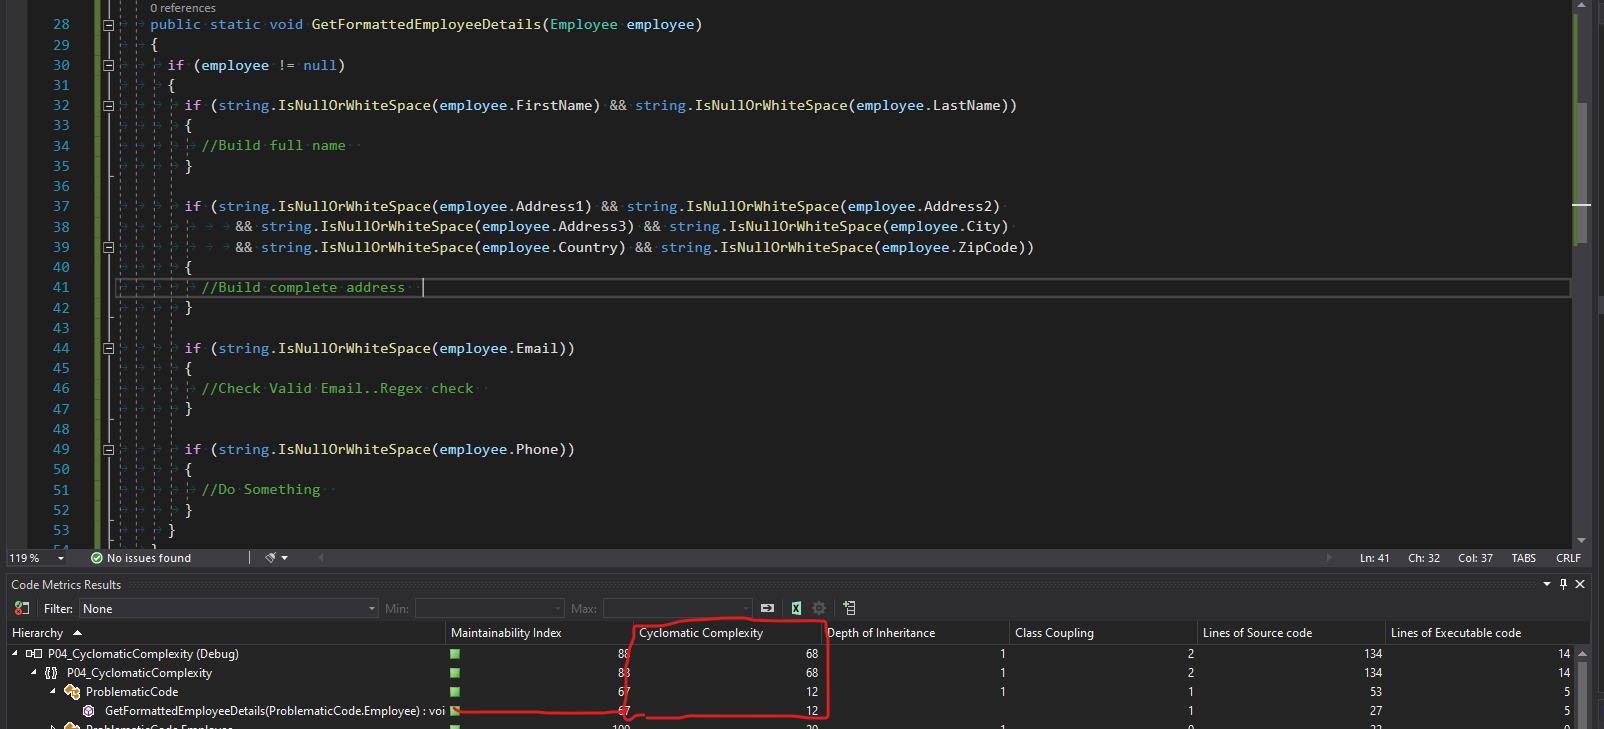 0 references
28 public static void GetFormattedEmployeeDetails(Employee employee)
29 {
30 if (employee != null)
31 {
32 if (string.IsNullOrWhiteSpace(employee.FirstName) && string.IsNullOrWhiteSpace(employee.LastName))
33 {
34 //Build full name
35 }
36
37 if (string.IsNullOrWhiteSpace(employee.Address1) && string.IsNullOrWhiteSpace(employee.Address2)
38 && string.IsNullOrWhiteSpace(employee.Address3) && string.IsNullOrWhiteSpace(employee.City)
39 && string.IsNullOrWhiteSpace(employee.Country) && string.IsNullOrWhiteSpace(employee.ZipCode))
40 {
41 //Build complete address
42 }
43
44 if (string.IsNullOrWhiteSpace(employee.Email))
45 {
46 //Check Valid Email..Regex check
47 }
48
49 if (string.IsNullOrWhiteSpace(employee.Phone))
50 {
51 //Do Something
52 }
53 }
119 % No issues found Ln: 41 Ch: 32 Col: 37 TABS CRLF
Code Metrics Results
Filter: None Min: Max:
Hierarchy Maintainability Index Cyclomatic Complexity Depth of Inheritance Class Coupling Lines of Source code Lines of Executable code
P04_CyclomaticComplexity (Debug) 88 68 1 2 134 14
{} P04_CyclomaticComplexity 88 68 1 2 134 14
ProblematicCode 67 12 1 1 53 5
GetFormattedEmployeeDetails(ProblematicCode.Employee) : voi 67 12 1 27 5